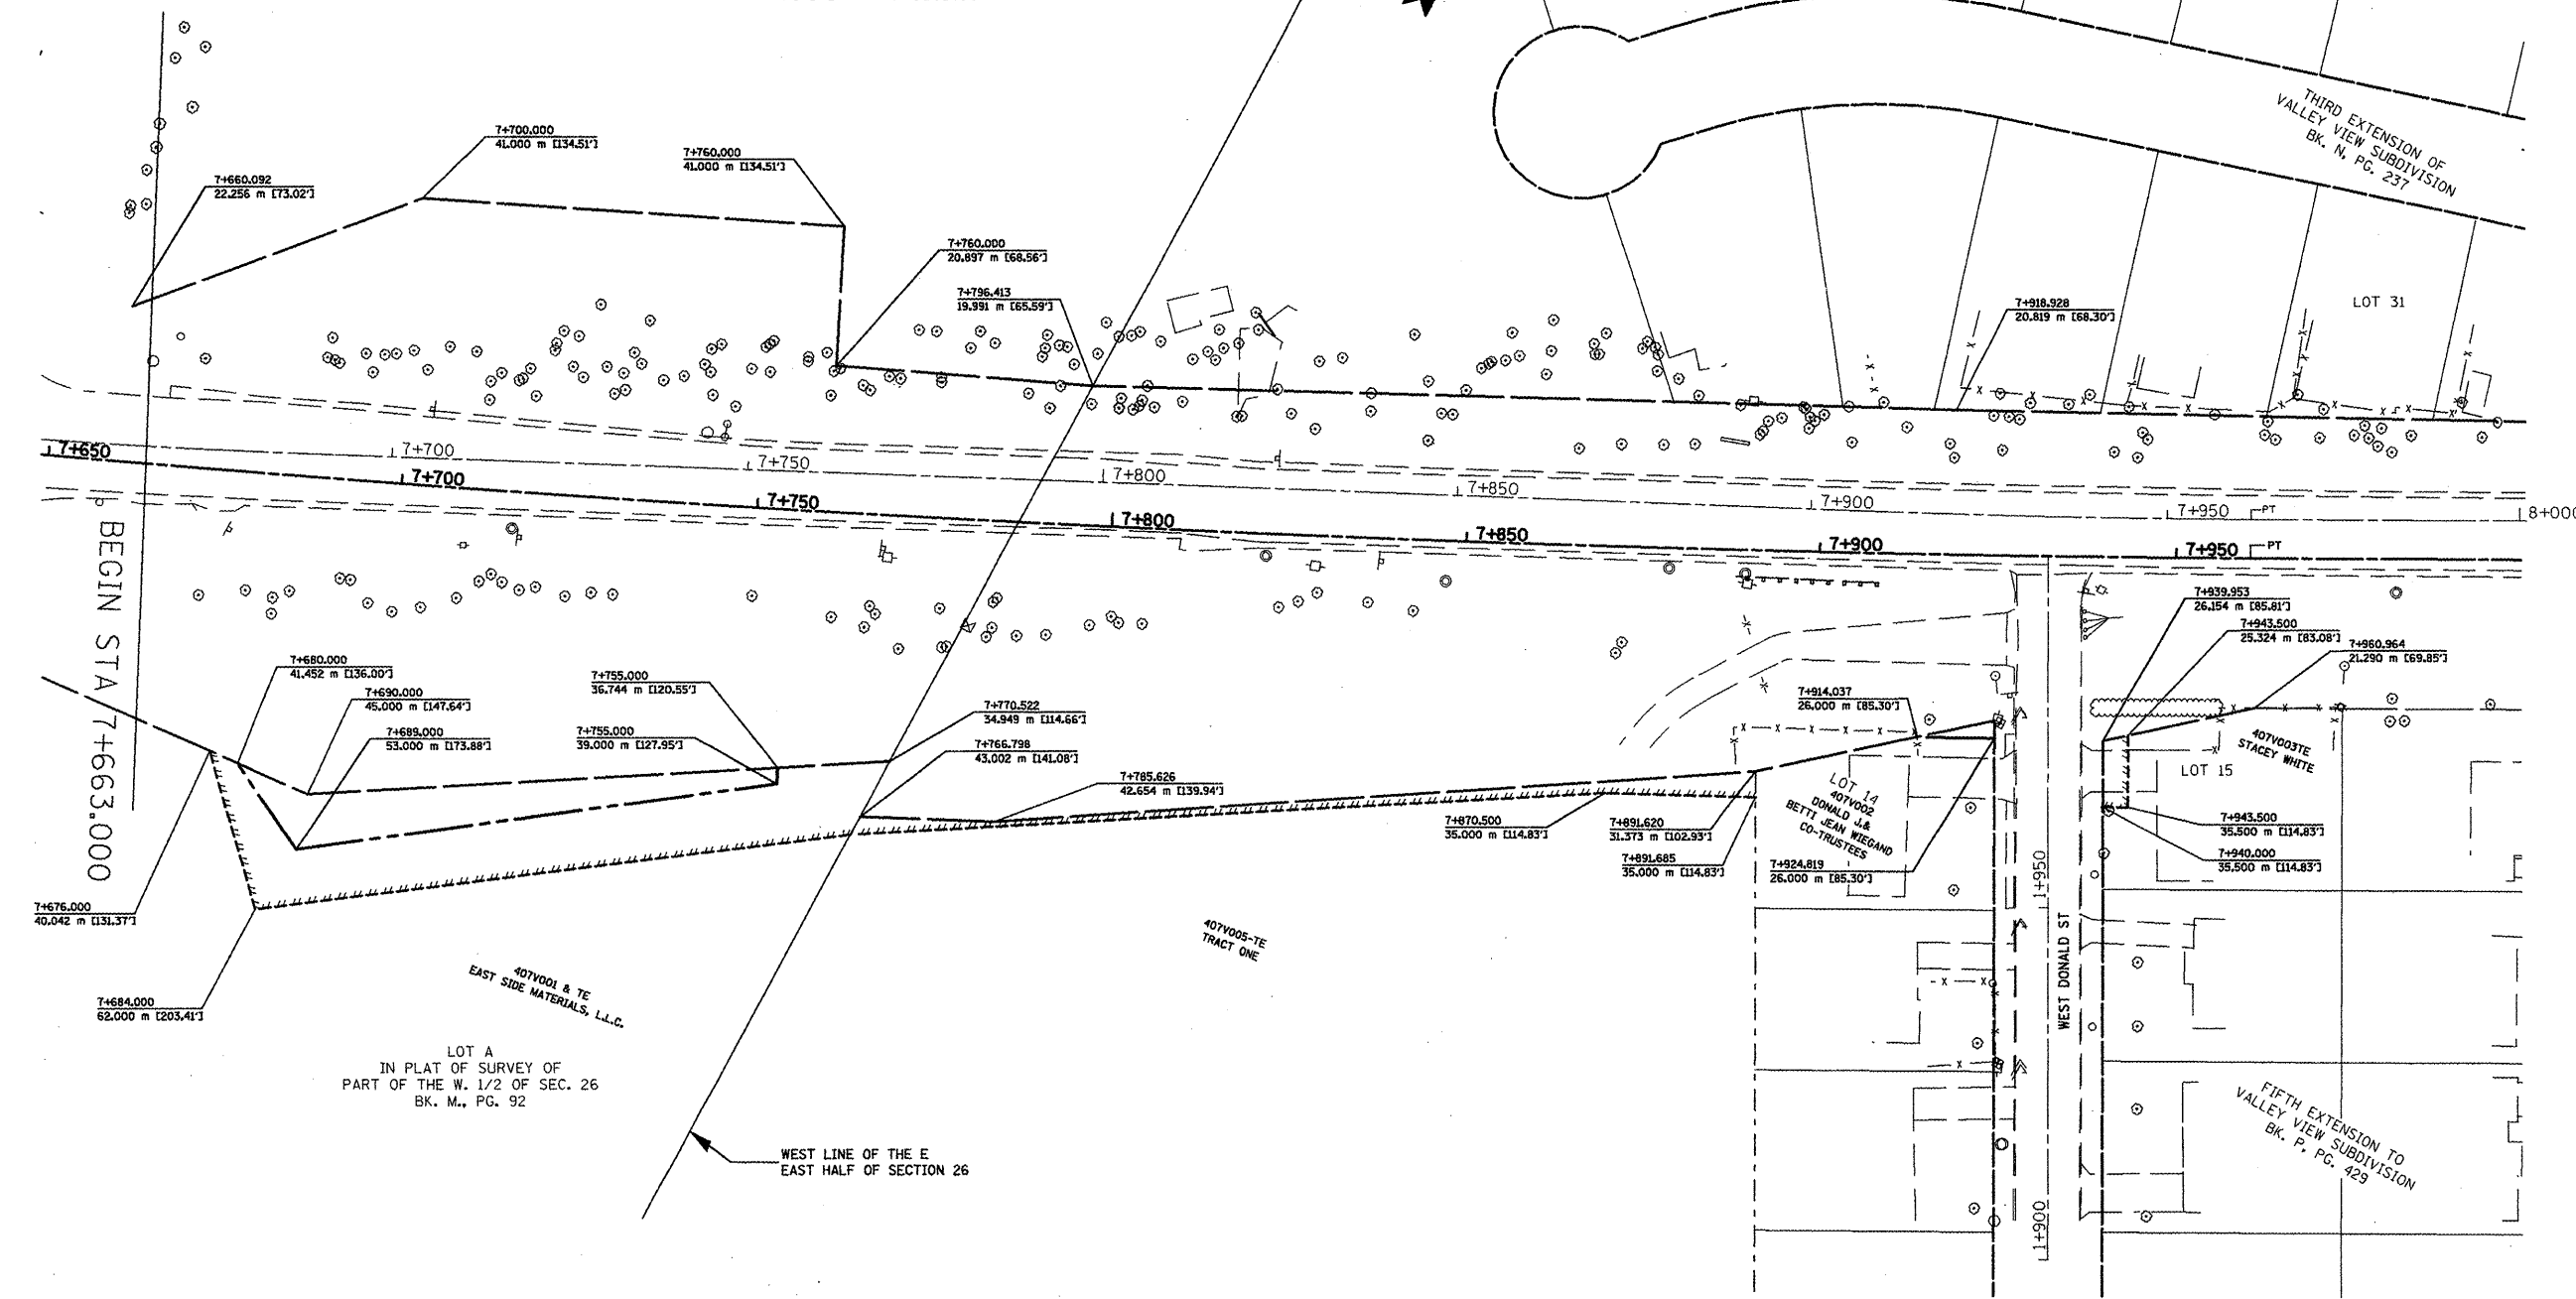 7+700.000
41.000 m [134.51']
7+760.000
41.000 m [134.51']
7+660.092
22.256 m [73.02']
7+760.000
20.897 m [68.56']
7+796.413
19.991 m [65.59']
7+918.928
20.819 m [68.30']
THIRD EXTENSION OF
VALLEY VIEW SUBDIVISION
BK. N, PG. 237
LOT 31
7+650
7+700
7+750
7+800
7+850
7+900
7+950
PT
8+000
7+700
7+750
7+800
7+850
7+900
7+950
PT
BEGIN STA 7+663.000
7+680.000
41.452 m [136.00']
7+690.000
45.000 m [147.64']
7+689.000
53.000 m [173.88']
7+755.000
36.744 m [120.55']
7+755.000
39.000 m [127.95']
7+770.522
34.949 m [114.66']
7+766.798
43.002 m [141.08']
7+785.626
42.654 m [139.94']
7+939.953
26.154 m [85.81']
7+943.500
25.324 m [83.08']
7+960.964
21.290 m [69.85']
7+914.037
26.000 m [85.30']
407V003TE
STACEY WHITE
LOT 15
LOT 14
407V002
DONALD J.&
BETTI JEAN WIEGAND
CO-TRUSTEES
7+870.500
35.000 m [114.83']
7+891.620
31.373 m [102.93']
7+891.685
35.000 m [114.83']
7+924.819
26.000 m [85.30']
7+943.500
35.500 m [114.83']
7+940.000
35.500 m [114.83']
7+676.000
40.042 m [131.37']
7+684.000
62.000 m [203.41']
407V001 & TE
EAST SIDE MATERIALS, L.L.C.
407V005-TE
TRACT ONE
LOT A
IN PLAT OF SURVEY OF
PART OF THE W. 1/2 OF SEC. 26
BK. M., PG. 92
WEST LINE OF THE E
EAST HALF OF SECTION 26
1+950
WEST DONALD ST
1+900
FIFTH EXTENSION TO
VALLEY VIEW SUBDIVISION
BK. P, PG. 429